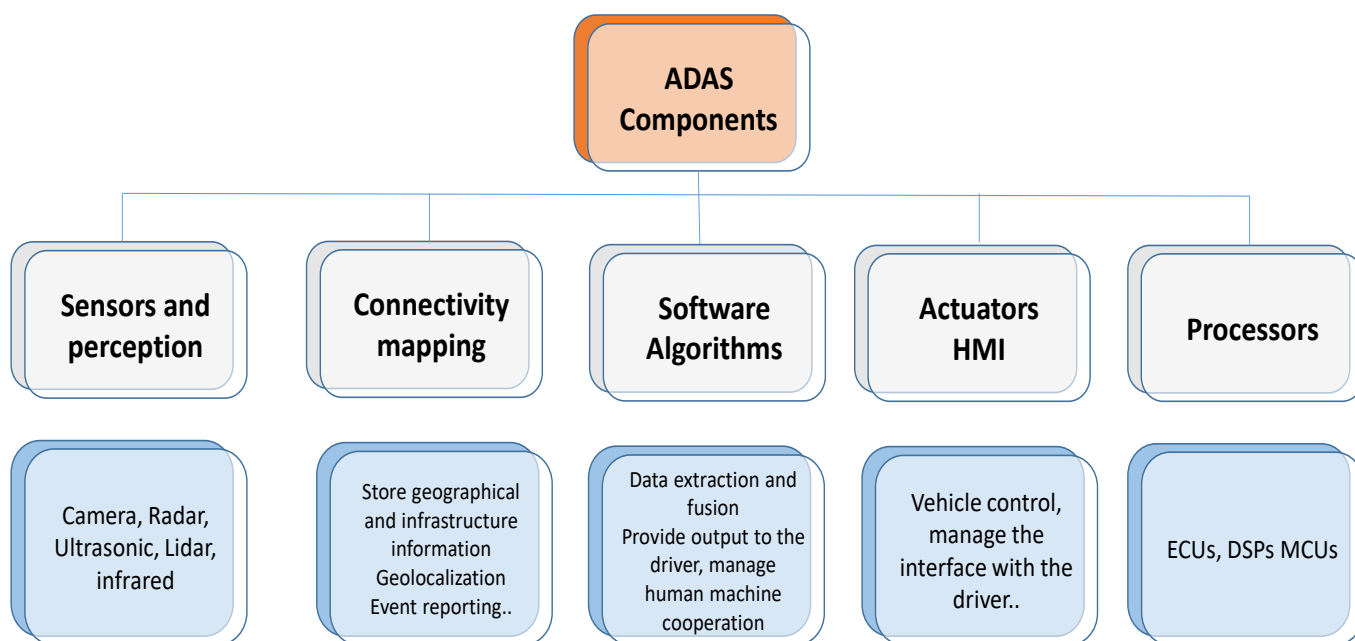 ADAS
Components
Sensors and
perception
Connectivity
mapping
Software
Algorithms
Actuators
HMI
Processors
Camera, Radar,
Ultrasonic, Lidar,
infrared
Store geographical
and infrastructure
information
Geolocalization
Event reporting..
Data extraction and
fusion
Provide output to the
driver, manage
human machine
cooperation
Vehicle control,
manage the
interface with the
driver..
ECUs, DSPs MCUs